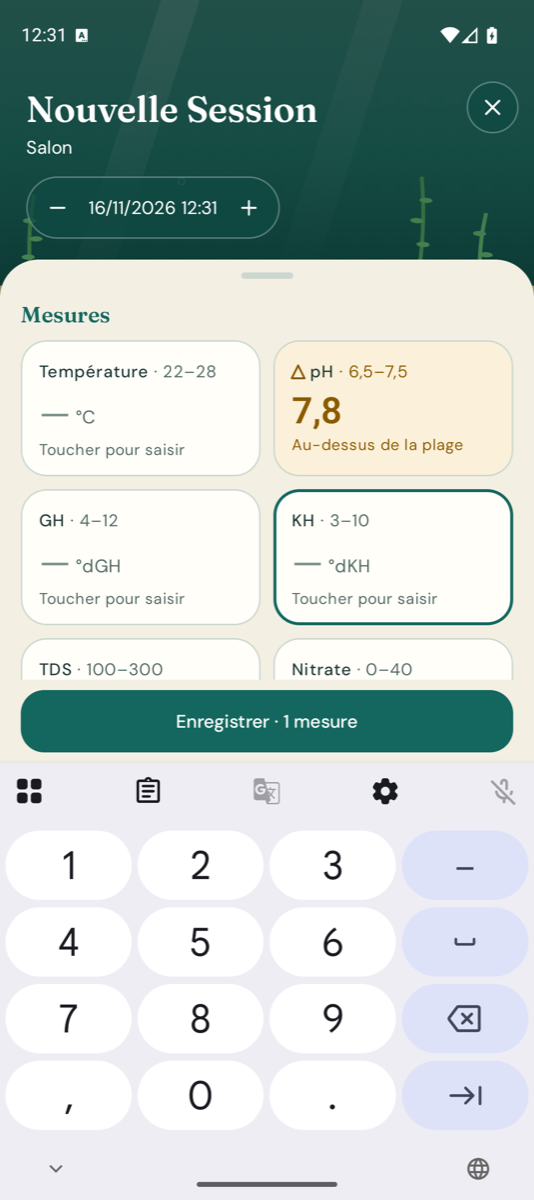 12:31
Nouvelle Session
Salon
− 16/11/2026 12:31 +
Mesures
Température · 22–28
— °C
Toucher pour saisir
△ pH · 6,5–7,5
7,8
Au-dessus de la plage
GH · 4–12
— °dGH
Toucher pour saisir
KH · 3–10
— °dKH
Toucher pour saisir
TDS · 100–300
Nitrate · 0–40
Enregistrer · 1 mesure
1 2 3 –
4 5 6
7 8 9
, 0 .